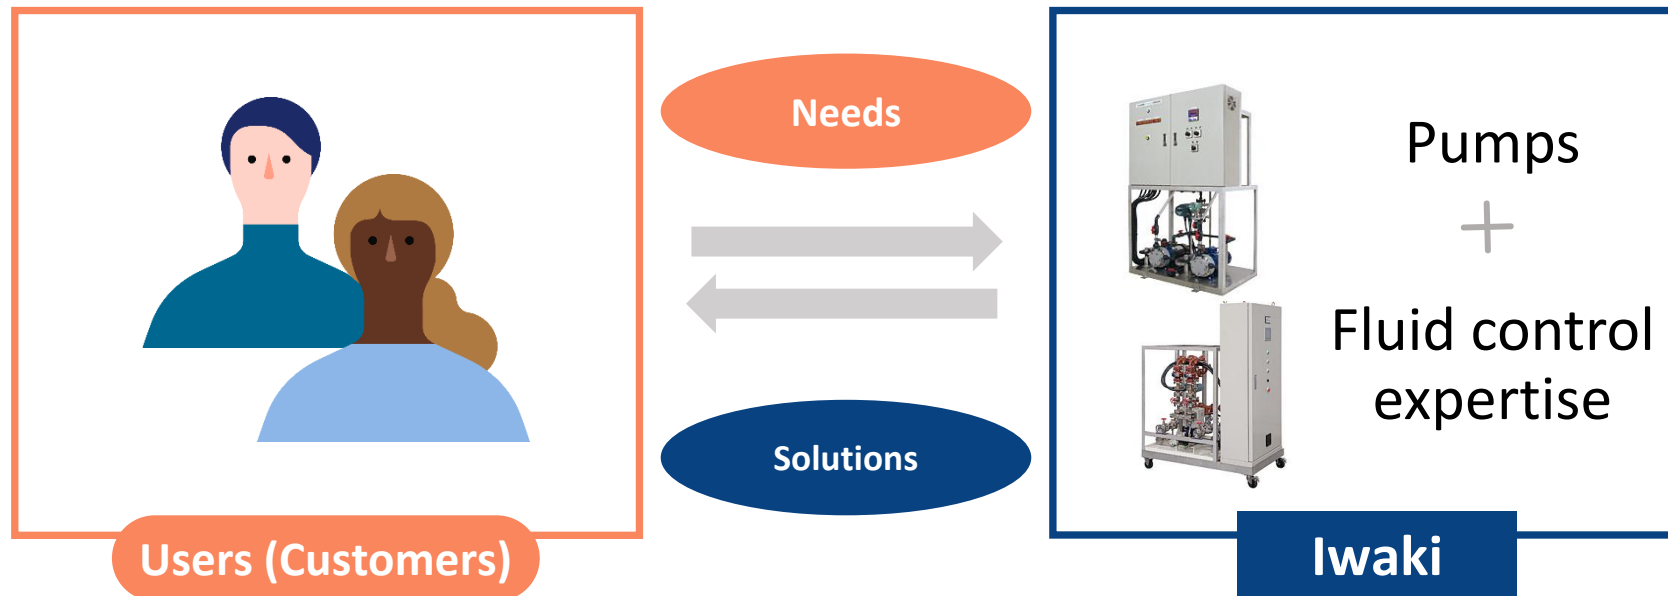 Needs
Solutions
Users (Customers)
Pumps
+
Fluid control
expertise
Iwaki